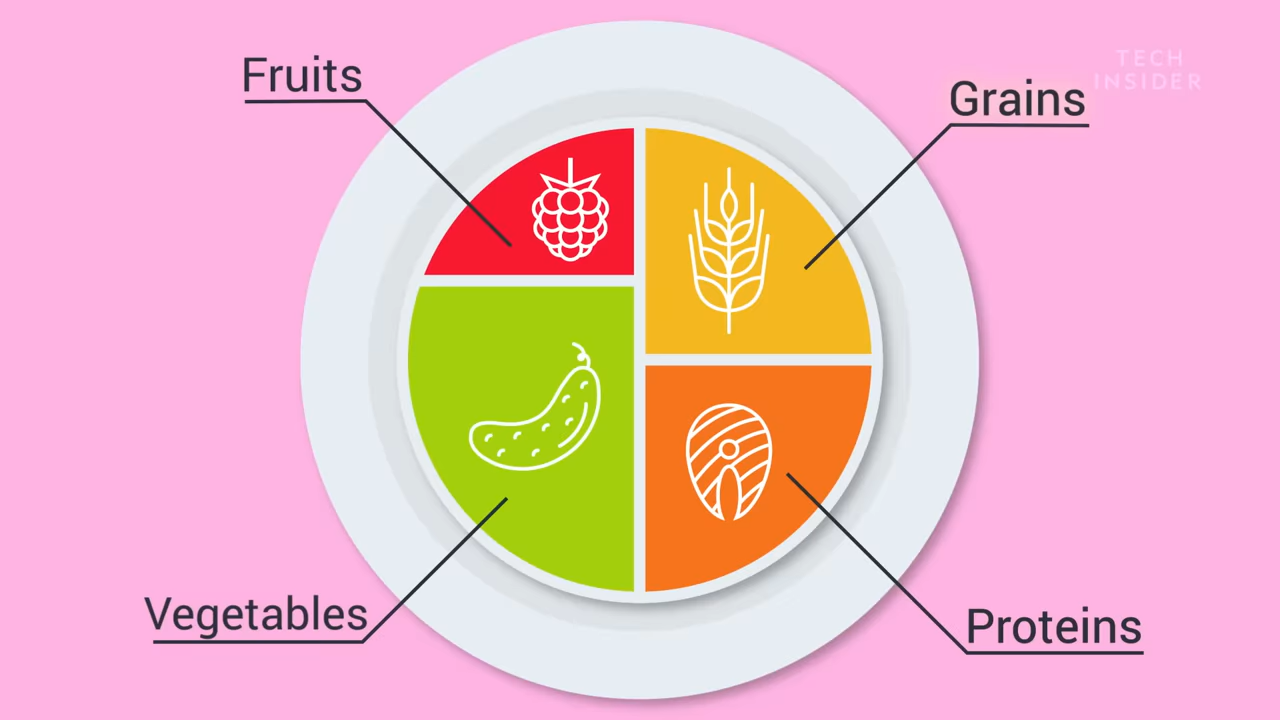 Fruits
TECH
INSIDER
Grains
Vegetables
Proteins